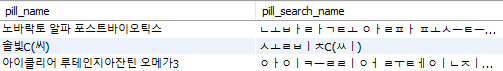 pill_name pill_search_name
노바락토 알파 포스트바이오틱스 ㄴㅗㅂㅏㄹㅏㄱㅌㅗ ㅇㅏㄹㅍㅏ ㅍㅗㅅㅡㅌ...
솔빛C(씨) ㅅㅗㄹㅂㅣㅊC(ㅆㅣ)
아이클리어 루테인지아잔틴 오메가3 ㅇㅏㅇㅣㅋㅡㄹㄹㅣㅇㅓ ㄹㅜㅌㅔㅇㅣㄴㅈㅣ...